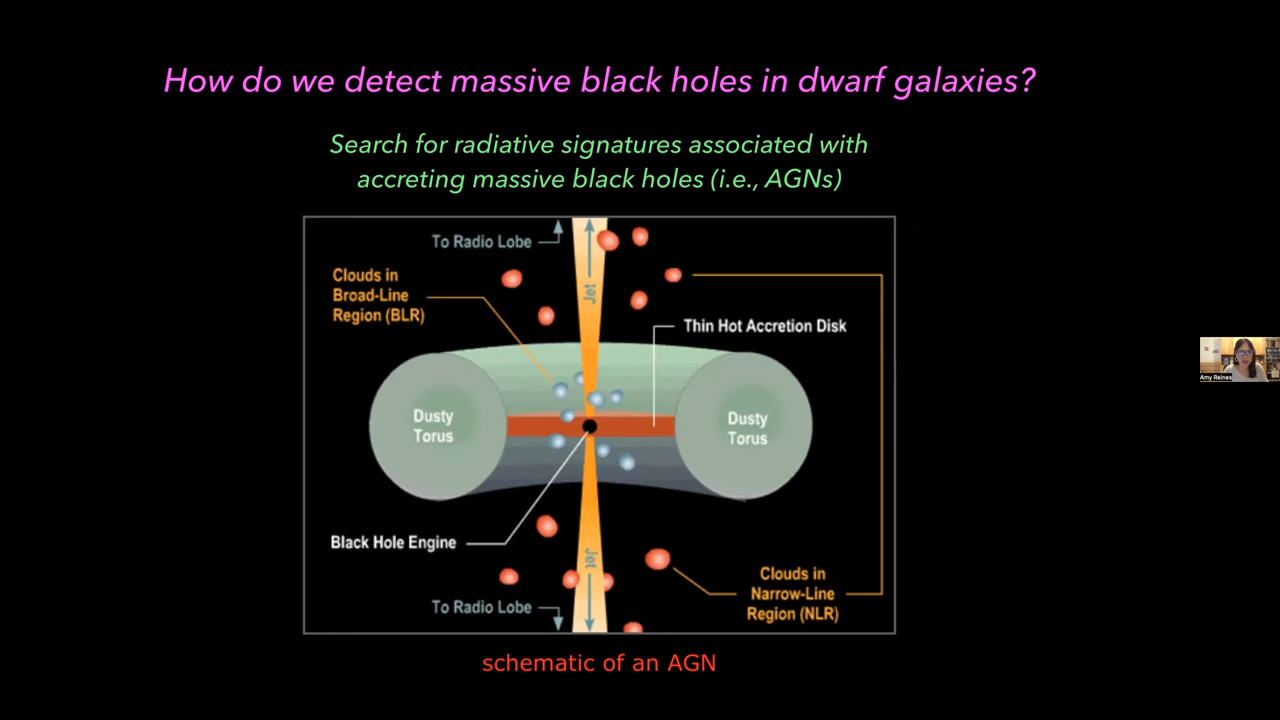 How do we detect massive black holes in dwarf galaxies?
Search for radiative signatures associated with
accreting massive black holes (i.e., AGNs)
To Radio Lobe
Jet
Clouds in
Broad-Line
Region (BLR)
Thin Hot Accretion Disk
Dusty
Torus
Dusty
Torus
Black Hole Engine
Jet
Clouds in
Narrow-Line
Region (NLR)
To Radio Lobe
schematic of an AGN
Amy Reines